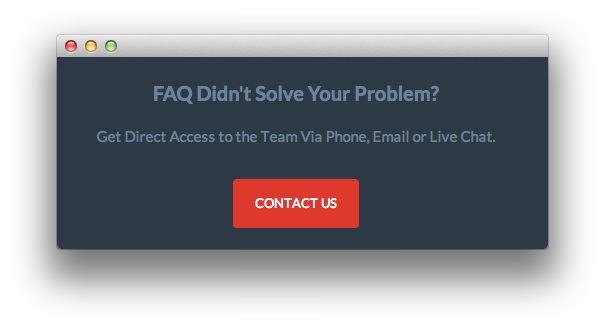 FAQ Didn't Solve Your Problem?
Get Direct Access to the Team Via Phone, Email or Live Chat.
CONTACT US